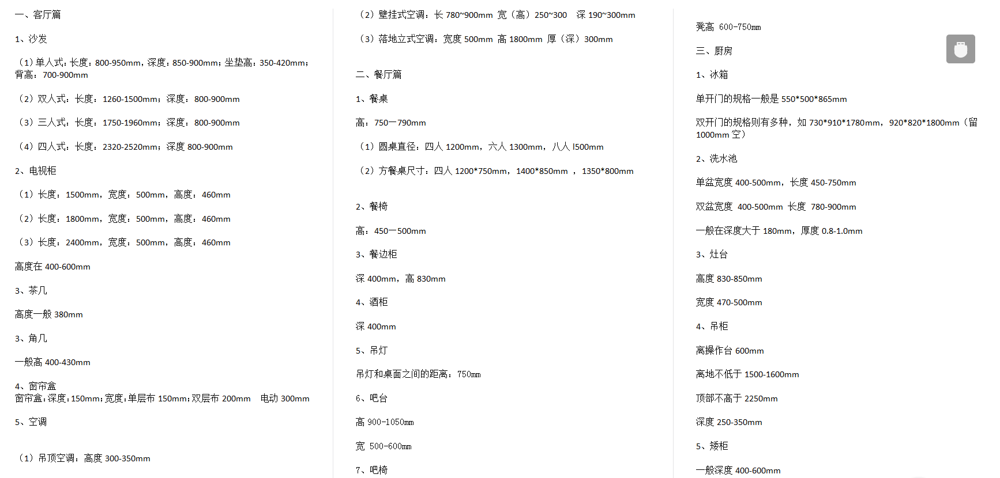 一、客厅篇
1、沙发
（1）单人式：长度：800-950mm，深度：850-900mm；坐垫高：350-420mm；
背高：700-900mm
（2）双人式：长度：1260-1500mm；深度：800-900mm
（3）三人式：长度：1750-1960mm；深度：800-900mm
（4）四人式：长度：2320-2520mm；深度 800-900mm
2、电视柜
（1）长度：1500mm，宽度：500mm，高度：460mm
（2）长度：1800mm，宽度：500mm，高度：460mm
（3）长度：2400mm，宽度：500mm，高度：460mm
高度在 400-600mm
3、茶几
高度一般 380mm
3、角几
一般高 400-430mm
4、窗帘盒
窗帘盒：深度：150mm；宽度：单层布 150mm；双层布 200mm 电动 300mm
5、空调
（1）吊顶空调：高度 300-350mm
（2）壁挂式空调：长 780~900mm 宽（高）250~300 深 190~300mm
（3）落地立式空调：宽度 500mm 高 1800mm 厚（深）300mm
二、餐厅篇
1、餐桌
高：750－790mm
（1）圆桌直径：四人 1200mm，六人 1300mm，八人 l500mm
（2）方餐桌尺寸：四人 1200*750mm，1400*850mm ，1350*800mm
2、餐椅
高：450－500mm
3、餐边柜
深 400mm，高 830mm
4、酒柜
深 400mm
5、吊灯
吊灯和桌面之间的距离：750mm
6、吧台
高 900-1050mm
宽 500-600mm
7、吧椅
凳高 600-750mm
三、厨房
1、冰箱
单开门的规格一般是 550*500*865mm
双开门的规格则有多种，如 730*910*1780mm，920*820*1800mm（留
1000mm 空）
2、洗水池
单盆宽度 400-500mm，长度 450-750mm
双盆宽度 400-500mm 长度 780-900mm
一般在深度大于 180mm，厚度 0.8-1.0mm
3、灶台
高度 830-850mm
宽度 470-500mm
4、吊柜
离操作台 600mm
离地不低于 1500-1600mm
顶部不高于 2250mm
深度 250-350mm
5、矮柜
一般深度 400-600mm